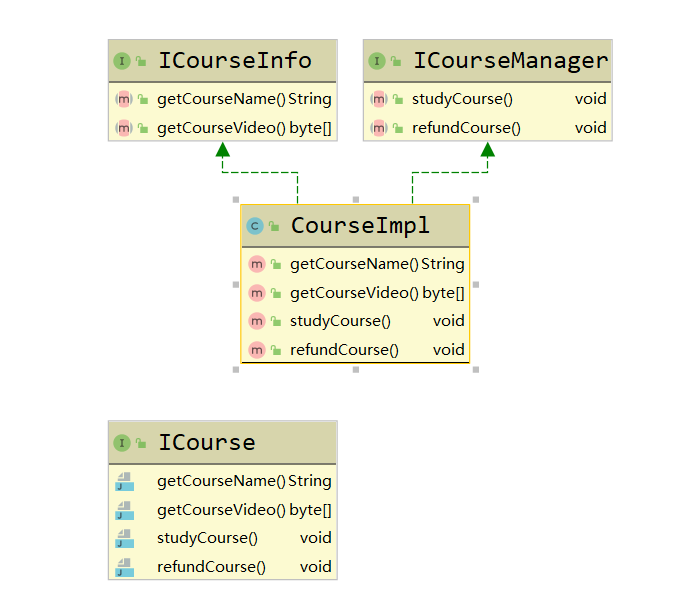 ICourseInfo
getCourseName() String
getCourseVideo() byte[]
ICourseManager
studyCourse() void
refundCourse() void
CourseImpl
getCourseName() String
getCourseVideo() byte[]
studyCourse() void
refundCourse() void
ICourse
getCourseName() String
getCourseVideo() byte[]
studyCourse() void
refundCourse() void